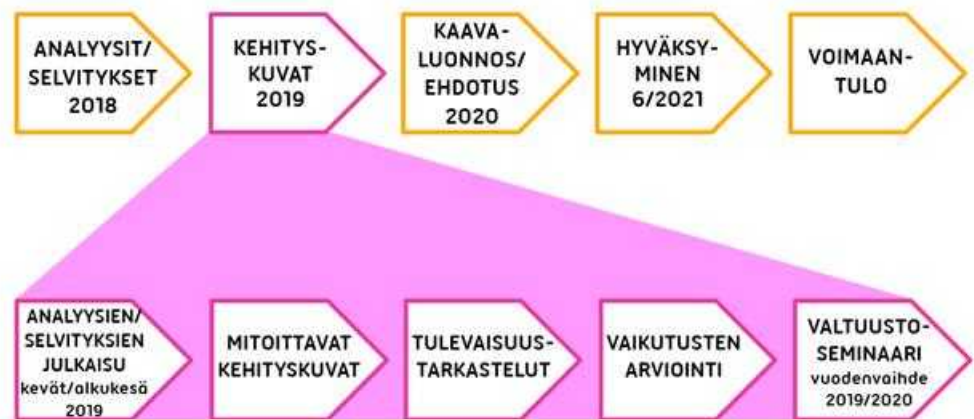 ANALYYSIT/
SELVITYKSET
2018
KEHITYS-
KUVAT
2019
KAAVA-
LUONNOS/
EHDOTUS
2020
HYVÄKSY-
MINEN
6/2021
VOIMAAN-
TULO
ANALYYSIEN/
SELVITYKSIEN
JULKAISU
kevät/alkukesä
2019
MITOITTAVAT
KEHITYSKUVAT
TULEVAISUUS-
TARKASTELUT
VAIKUTUSTEN
ARVIOINTI
VALTUUSTO-
SEMINAARI
vuodenvaihde
2019/2020